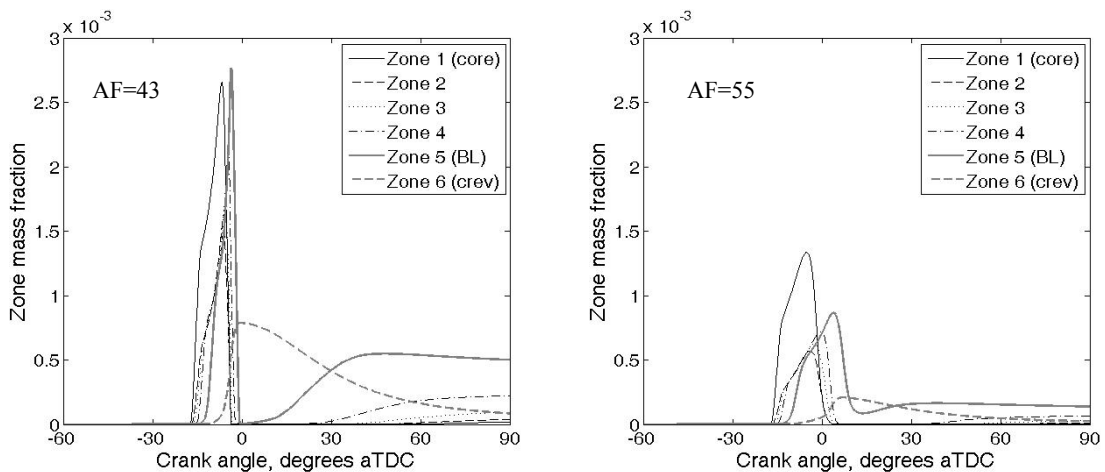 x 10-3
3
2.5
2
1.5
1
0.5
0
-60
-30
0
30
60
90
Zone mass fraction
Crank angle, degrees aTDC
AF=43
Zone 1 (core)
Zone 2
Zone 3
Zone 4
Zone 5 (BL)
Zone 6 (crev)
x 10-3
3
2.5
2
1.5
1
0.5
0
-60
-30
0
30
60
90
Zone mass fraction
Crank angle, degrees aTDC
AF=55
Zone 1 (core)
Zone 2
Zone 3
Zone 4
Zone 5 (BL)
Zone 6 (crev)